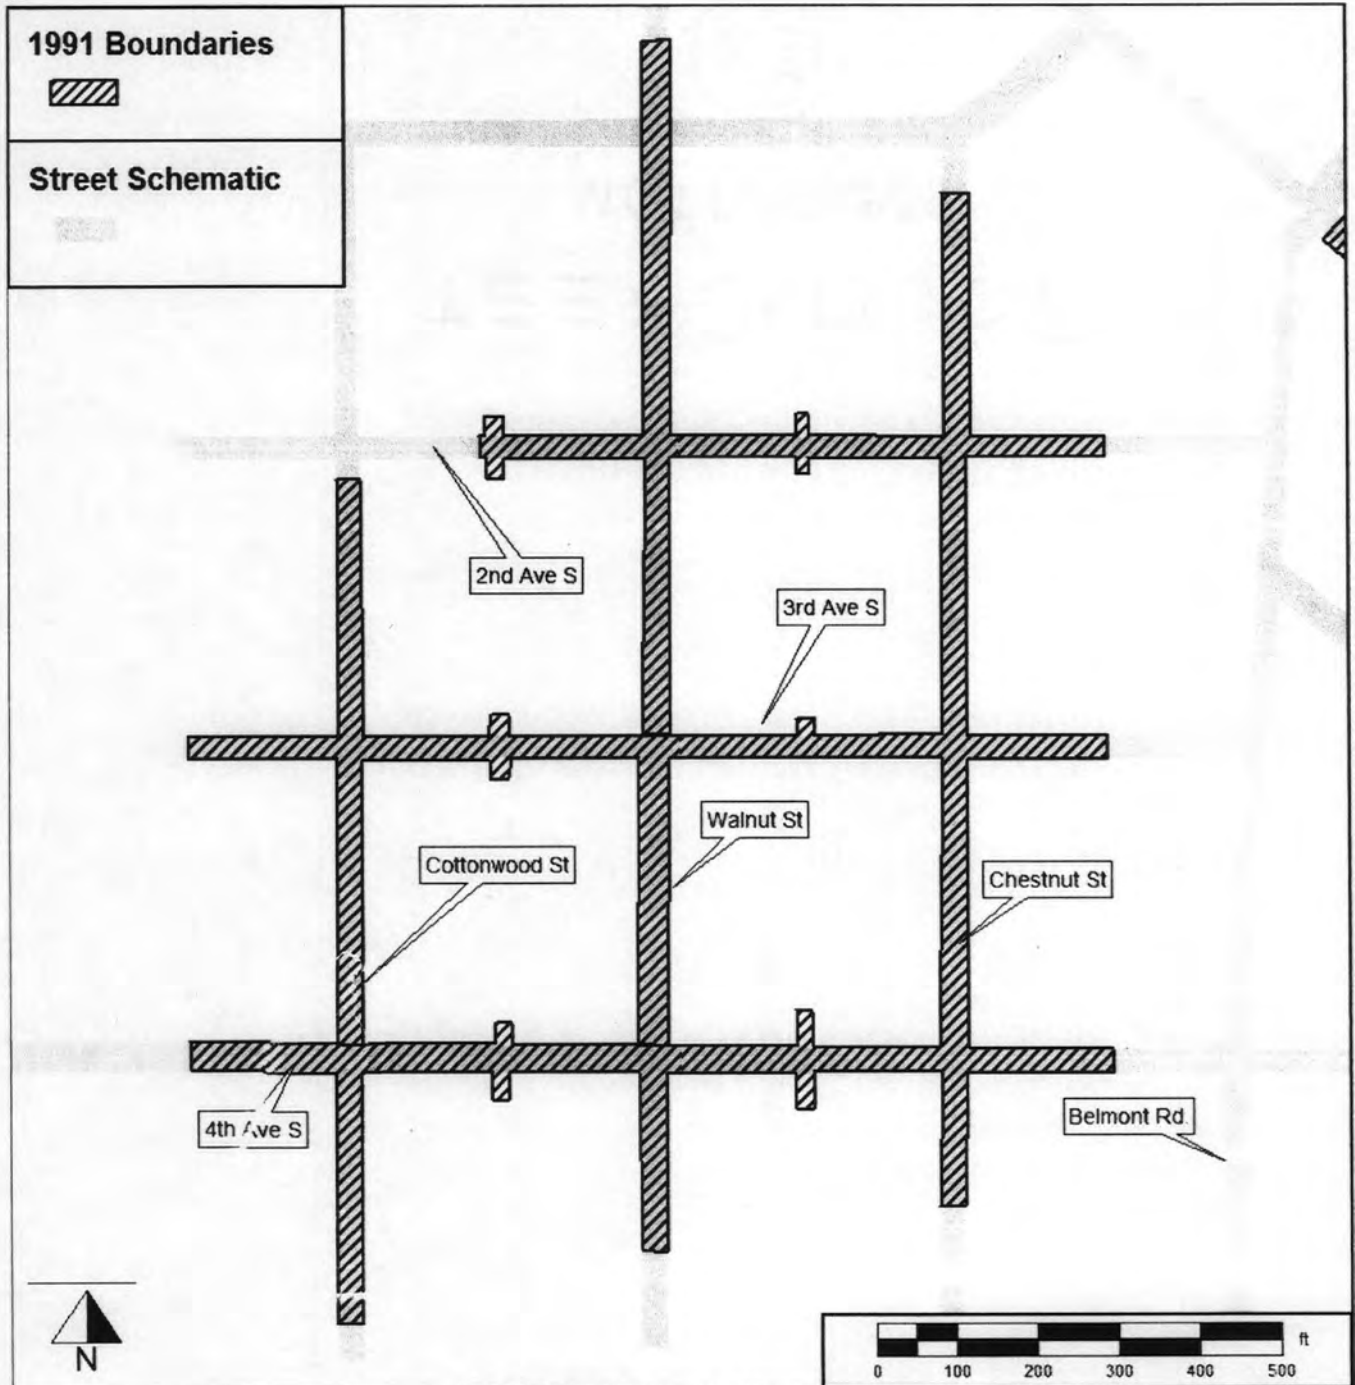 1991 Boundaries
Street Schematic
2nd Ave S
3rd Ave S
Walnut St
Cottonwood St
Chestnut St
4th Ave S
Belmont Rd.
N
ft
0 100 200 300 400 500